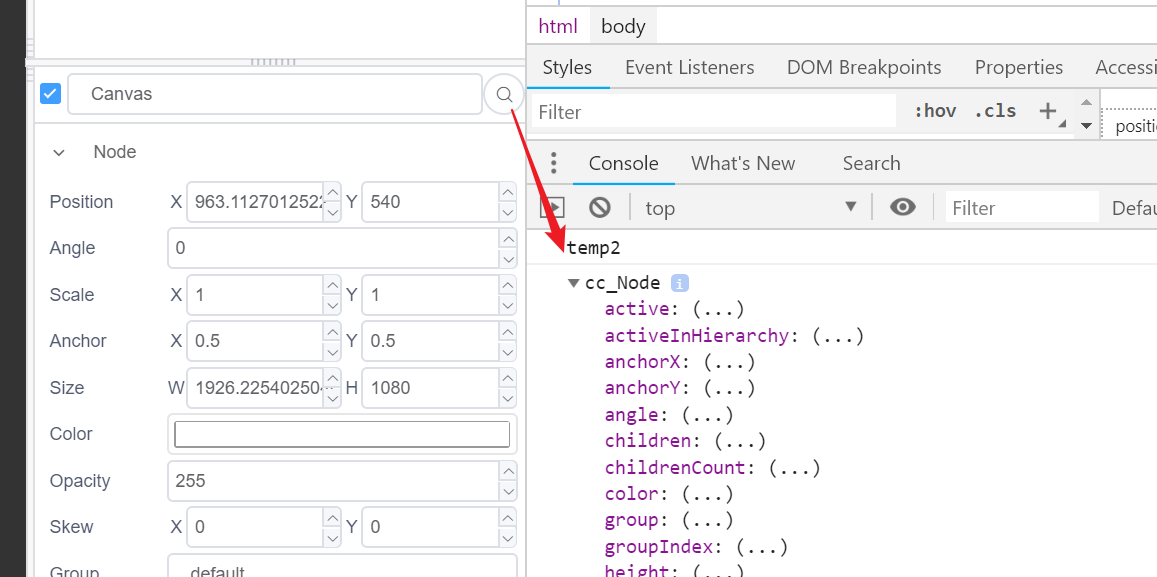 Canvas
Node
Position X 963.1127012522 Y 540
Angle 0
Scale X 1 Y 1
Anchor X 0.5 Y 0.5
Size W 1926.22540250 H 1080
Color
Opacity 255
Skew X 0 Y 0
Group default
html body
Styles Event Listeners DOM Breakpoints Properties Accessi
Filter :hov .cls +
positi
Console What's New Search
top Filter Defau
temp2
cc_Node i
active: (...)
activeInHierarchy: (...)
anchorX: (...)
anchorY: (...)
angle: (...)
children: (...)
childrenCount: (...)
color: (...)
group: (...)
groupIndex: (...)
height: (...)